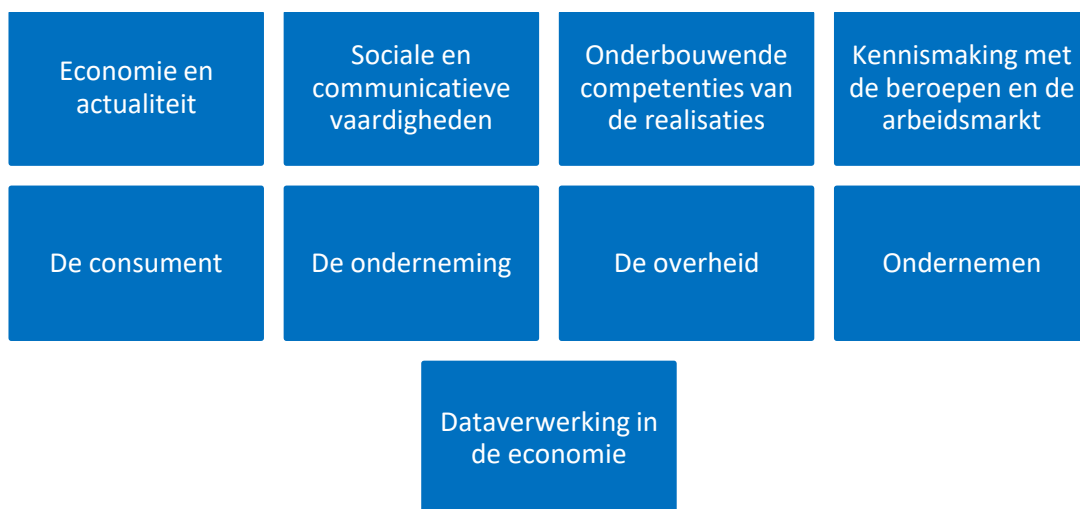 Economie en
actualiteit
Sociale en
communicatieve
vaardigheden
Onderbouwende
competenties van
de realisaties
Kennismaking met
de beroepen en de
arbeidsmarkt
De consument
De onderneming
De overheid
Ondernemen
Dataverwerking in
de economie